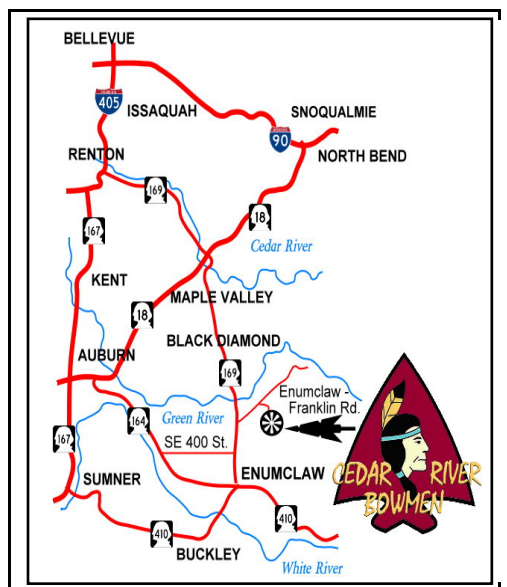 BELLEVUE
405
ISSAQUAH
SNOQUALMIE
90
NORTH BEND
RENTON
169
18
167
Cedar River
KENT
MAPLE VALLEY
18
BLACK DIAMOND
AUBURN
169
Enumclaw -
Franklin Rd.
Green River
164
SE 400 St.
167
SUMNER
ENUMCLAW
CEDAR RIVER
BOWMEN
410
410
BUCKLEY
White River